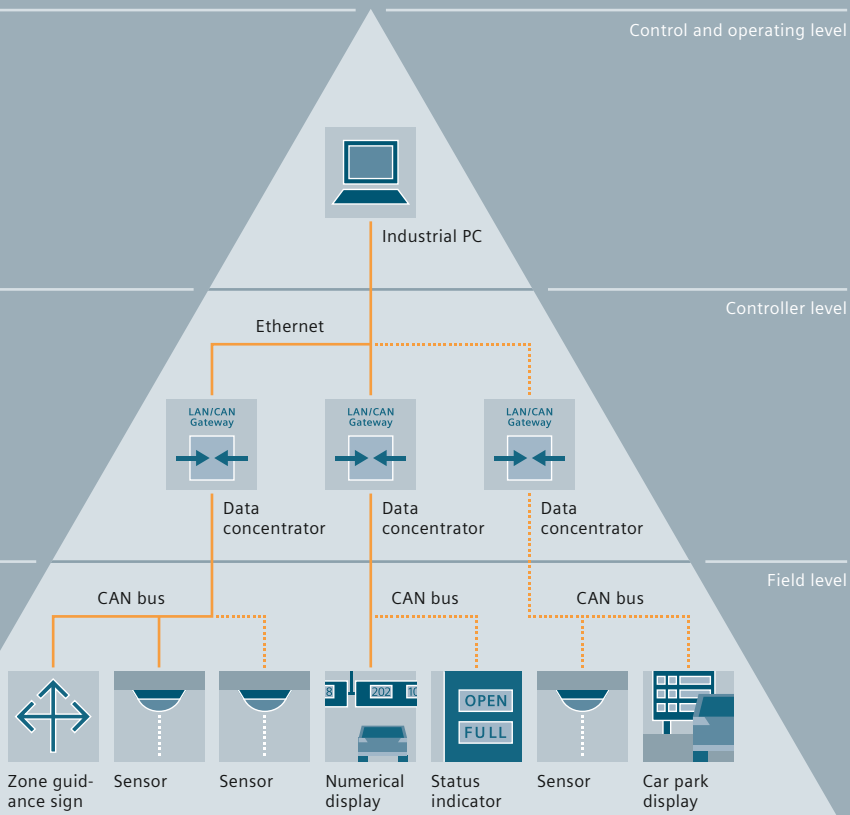 Control and operating level
Industrial PC
Controller level
Ethernet
LAN/CAN
Gateway
LAN/CAN
Gateway
LAN/CAN
Gateway
Data
concentrator
Data
concentrator
Data
concentrator
Field level
CAN bus
CAN bus
CAN bus
8
202
10
OPEN
FULL
Zone guid-
ance sign
Sensor
Sensor
Numerical
display
Status
indicator
Sensor
Car park
display